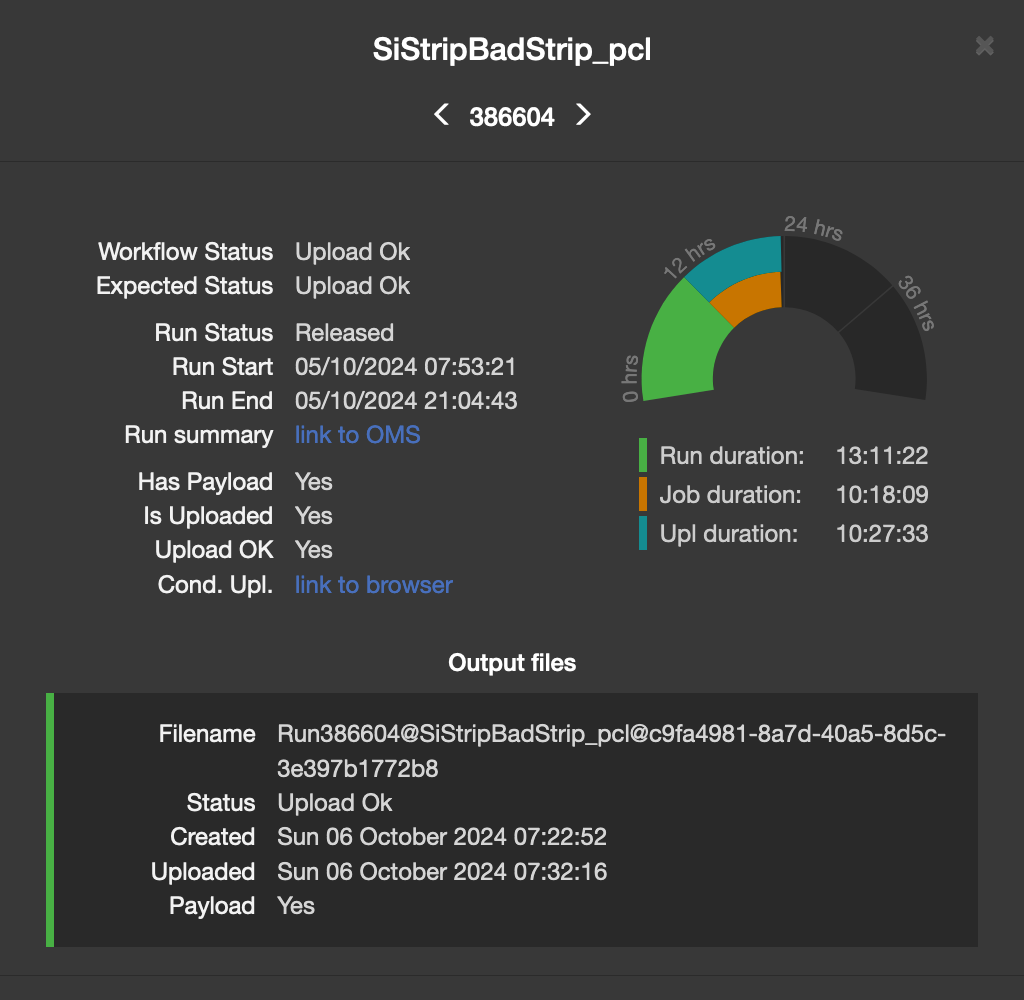 SiStripBadStrip_pcl
386604
Workflow Status Upload Ok
Expected Status Upload Ok
Run Status Released
Run Start 05/10/2024 07:53:21
Run End 05/10/2024 21:04:43
Run summary link to OMS
Has Payload Yes
Is Uploaded Yes
Upload OK Yes
Cond. Upl. link to browser
0 hrs
12 hrs
24 hrs
36 hrs
Run duration: 13:11:22
Job duration: 10:18:09
Upl duration: 10:27:33
Output files
Filename Run386604@SiStripBadStrip_pcl@c9fa4981-8a7d-40a5-8d5c-
3e397b1772b8
Status Upload Ok
Created Sun 06 October 2024 07:22:52
Uploaded Sun 06 October 2024 07:32:16
Payload Yes